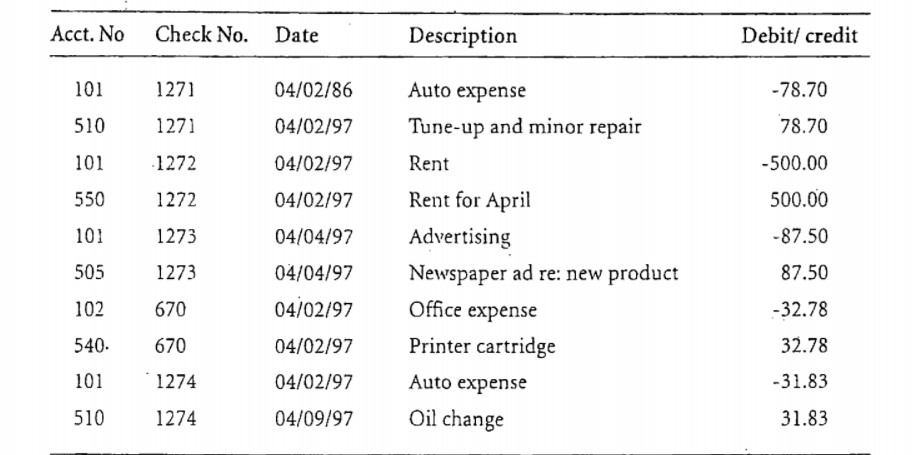 Acct. No Check No. Date Description Debit/ credit
101 1271 04/02/86 Auto expense -78.70
510 1271 04/02/97 Tune-up and minor repair 78.70
101 1272 04/02/97 Rent -500.00
550 1272 04/02/97 Rent for April 500.00
101 1273 04/04/97 Advertising -87.50
505 1273 04/04/97 Newspaper ad re: new product 87.50
102 670 04/02/97 Office expense -32.78
540 670 04/02/97 Printer cartridge 32.78
101 1274 04/02/97 Auto expense -31.83
510 1274 04/09/97 Oil change 31.83